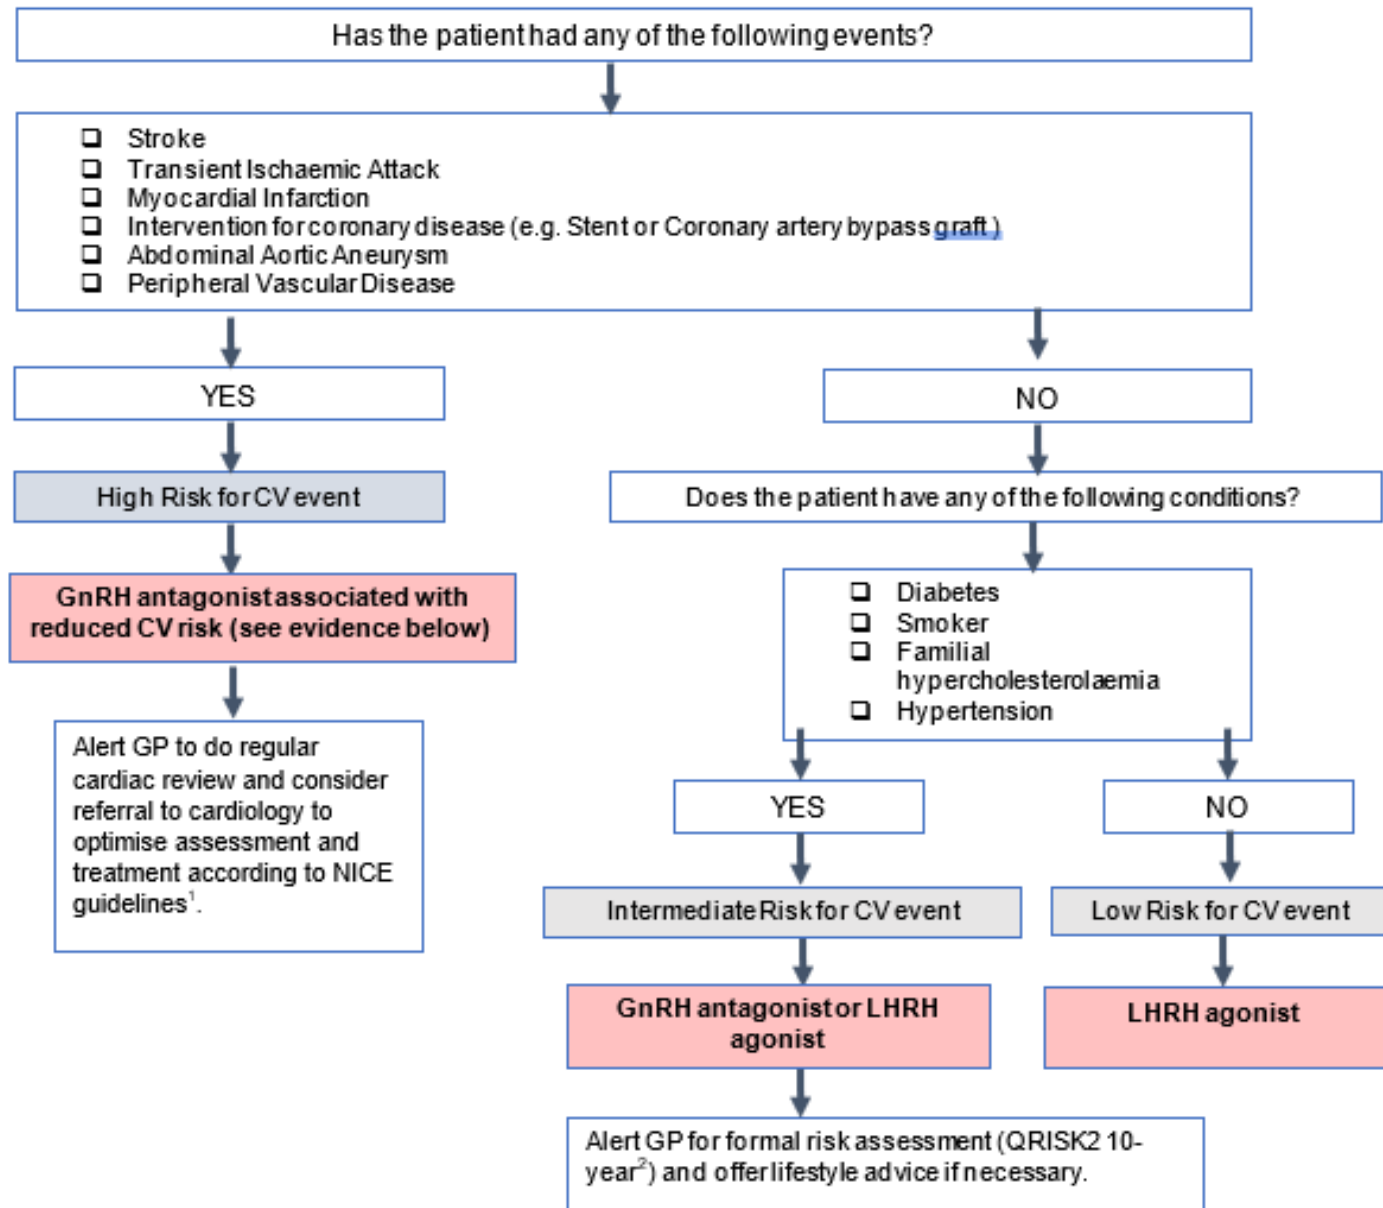 Has the patient had any of the following events?
Stroke
Transient Ischaemic Attack
Myocardial Infarction
Intervention for coronary disease (e.g. Stent or Coronary artery bypass graft )
Abdominal Aortic Aneurysm
Peripheral Vascular Disease
YES
NO
High Risk for CV event
Does the patient have any of the following conditions?
GnRH antagonist associated with
reduced CV risk (see evidence below)
Diabetes
Smoker
Familial
hypercholesterolaemia
Hypertension
Alert GP to do regular
cardiac review and consider
referral to cardiology to
optimise assessment and
treatment according to NICE
guidelines¹.
YES
NO
Intermediate Risk for CV event
Low Risk for CV event
GnRH antagonist or LHRH
agonist
LHRH agonist
Alert GP for formal risk assessment (QRISK2 10-
year²) and offer lifestyle advice if necessary.